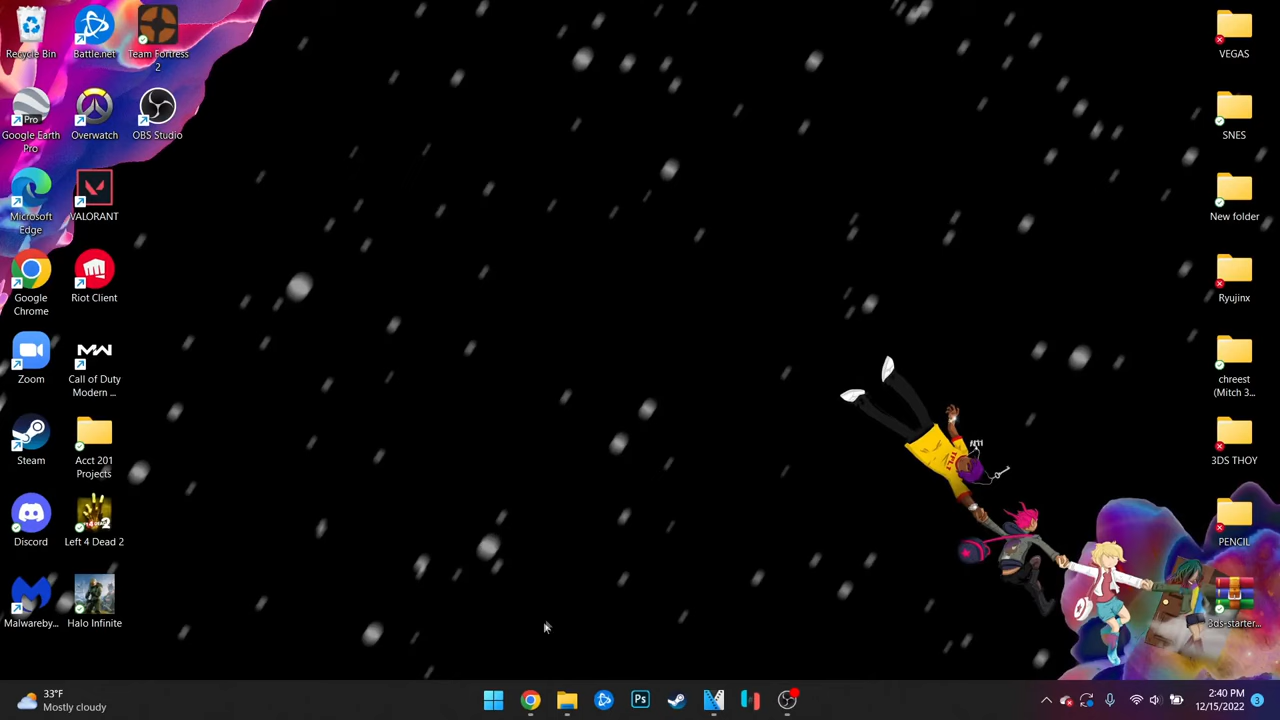 Recycle Bin
Battle.net
Team Fortress
2
VEGAS
Google Earth
Pro
Overwatch
OBS Studio
SNES
Microsoft
Edge
VALORANT
New folder
Google
Chrome
Riot Client
Ryujinx
Zoom
Call of Duty
Modern ...
chreest
(Mitch 3...
Steam
Acct 201
Projects
3DS THOY
Discord
Left 4 Dead 2
PENCIL
Malwareby...
Halo Infinite
3ds-starter...
33°F
Mostly cloudy
Ps
2:40 PM
12/15/2022
3